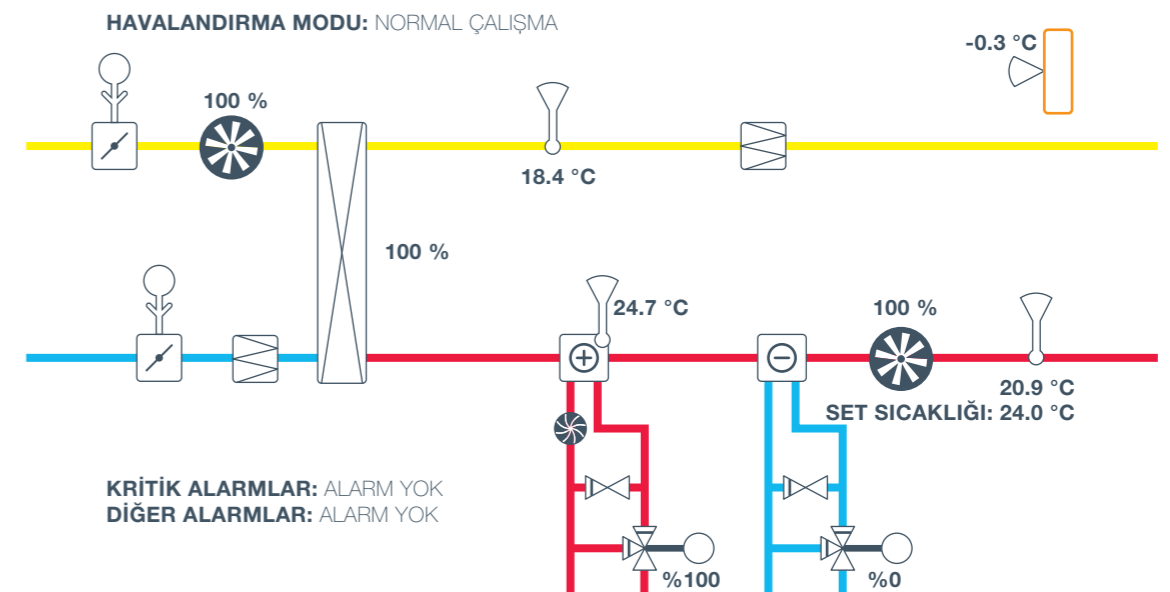 HAVALANDIRMA MODU: NORMAL ÇALIŞMA
-0.3 °C
100 %
18.4 °C
100 %
24.7 °C
100 %
20.9 °C
SET SICAKLIĞI: 24.0 °C
KRİTİK ALARMLAR: ALARM YOK
DİĞER ALARMLAR: ALARM YOK
%100
%0